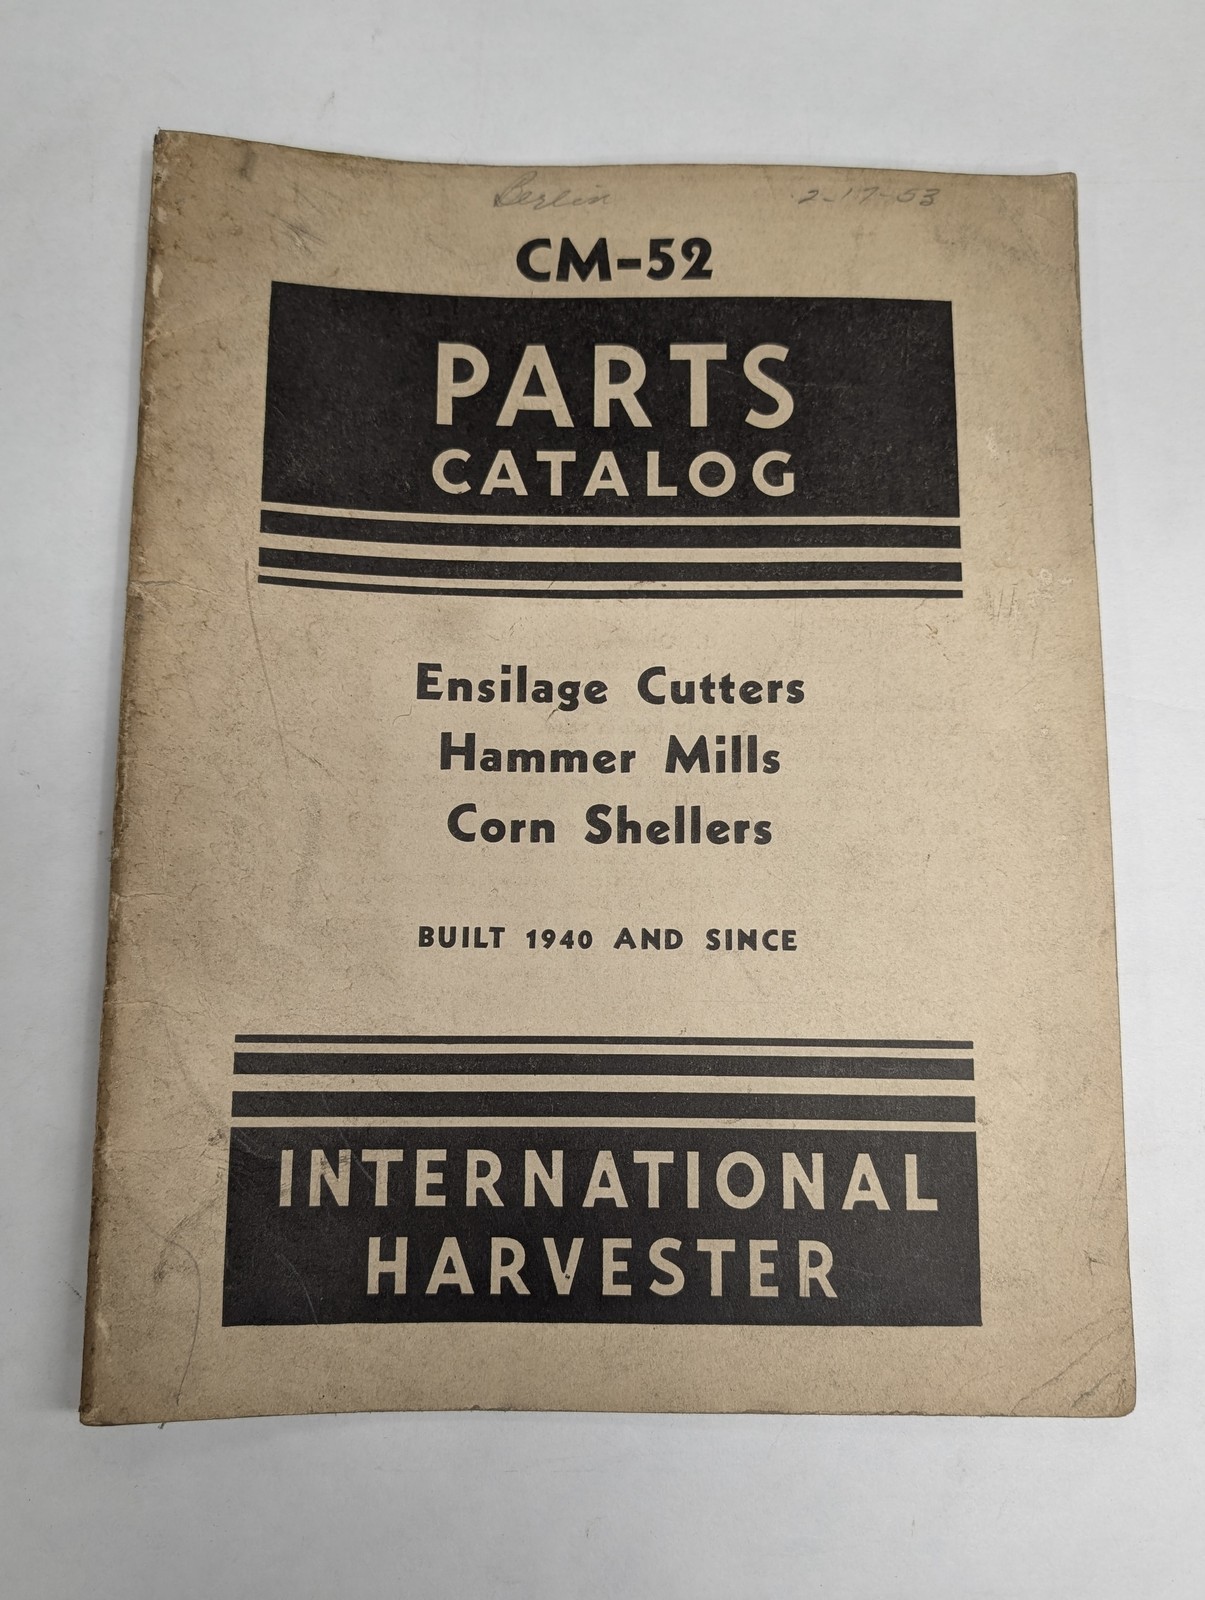 Berlin 2-17-53
CM-52
PARTS
CATALOG
Ensilage Cutters
Hammer Mills
Corn Shellers
BUILT 1940 AND SINCE
INTERNATIONAL
HARVESTER